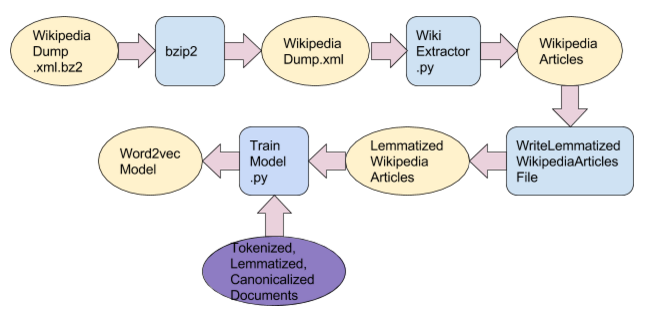 Wikipedia
Dump
.xml.bz2
bzip2
Wikipedia
Dump.xml
Wiki
Extractor
.py
Wikipedia
Articles
WriteLemmatized
WikipediaArticles
File
Lemmatized
Wikipedia
Articles
Train
Model
.py
Word2vec
Model
Tokenized,
Lemmatized,
Canonicalized
Documents